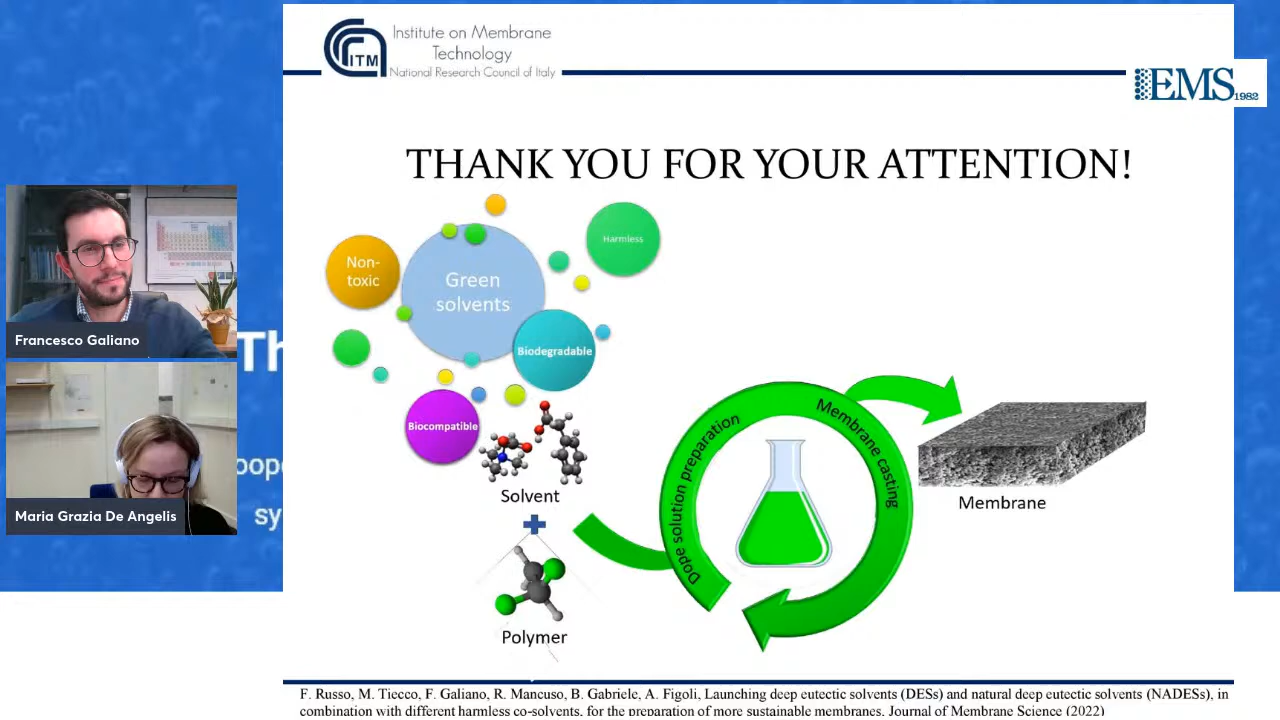 Institute on Membrane
Technology
National Research Council of Italy
ITM
EMS 1982
THANK YOU FOR YOUR ATTENTION!
Harmless
Non-
toxic
Green
solvents
Biodegradable
Biocompatible
Solvent
Polymer
Dope solution preparation
Membrane casting
Membrane
Francesco Galiano
Maria Grazia De Angelis
Th
oope
sy
F. Russo, M. Tiecco, F. Galiano, R. Mancuso, B. Gabriele, A. Figoli, Launching deep eutectic solvents (DESs) and natural deep eutectic solvents (NADESs), in
combination with different harmless co-solvents, for the preparation of more sustainable membranes, Journal of Membrane Science (2022)